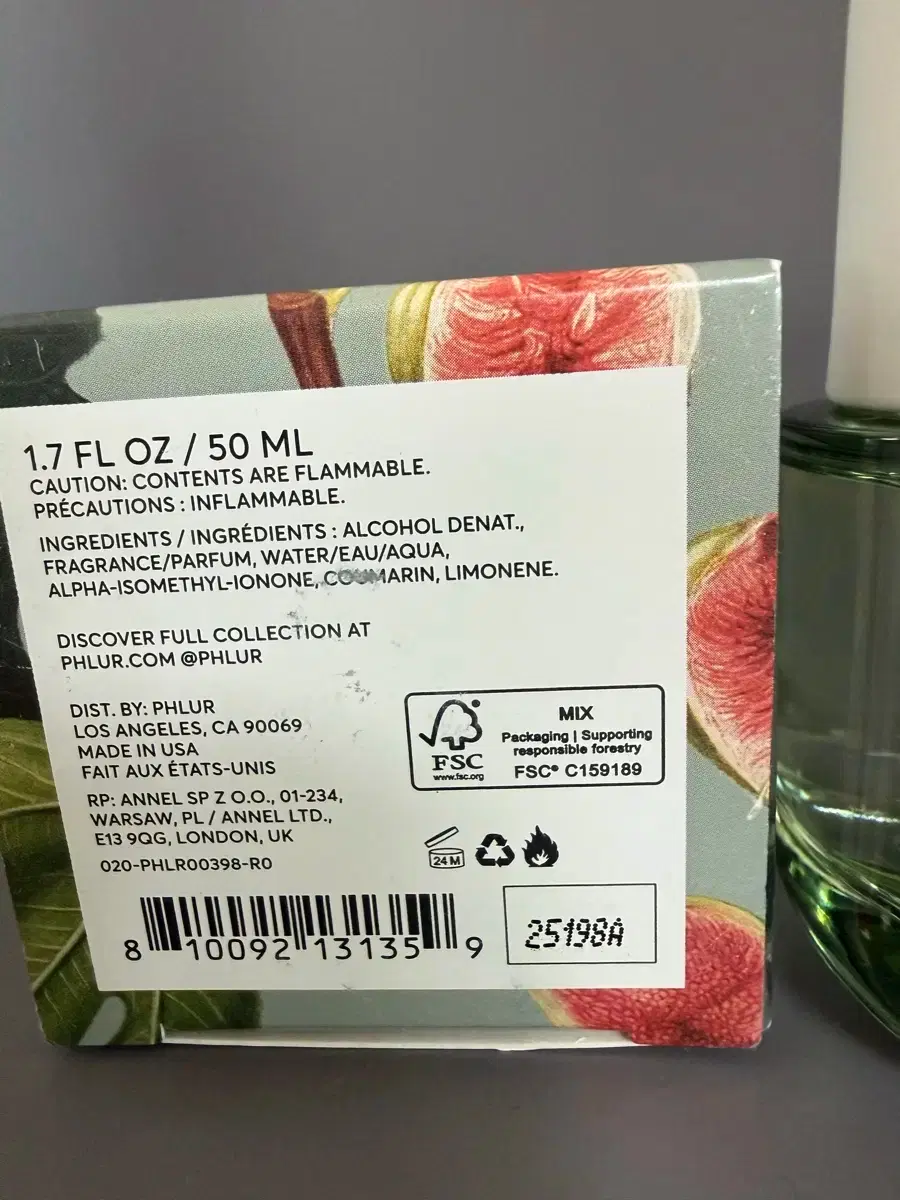 1.7 FL OZ / 50 ML
CAUTION: CONTENTS ARE FLAMMABLE.
PRÉCAUTIONS : INFLAMMABLE.
INGREDIENTS / INGRÉDIENTS : ALCOHOL DENAT.,
FRAGRANCE/PARFUM, WATER/EAU/AQUA,
ALPHA-ISOMETHYL-IONONE, COUMARIN, LIMONENE.
DISCOVER FULL COLLECTION AT
PHLUR.COM @PHLUR
DIST. BY: PHLUR
LOS ANGELES, CA 90069
MADE IN USA
FAIT AUX ÉTATS-UNIS
RP: ANNEL SP Z O.O., 01-234,
WARSAW, PL / ANNEL LTD.,
E13 9QG, LONDON, UK
020-PHLR00398-R0
FSC
www.fsc.org
MIX
Packaging | Supporting
responsible forestry
FSC® C159189
24 M
8 10092 13135 9
25198A